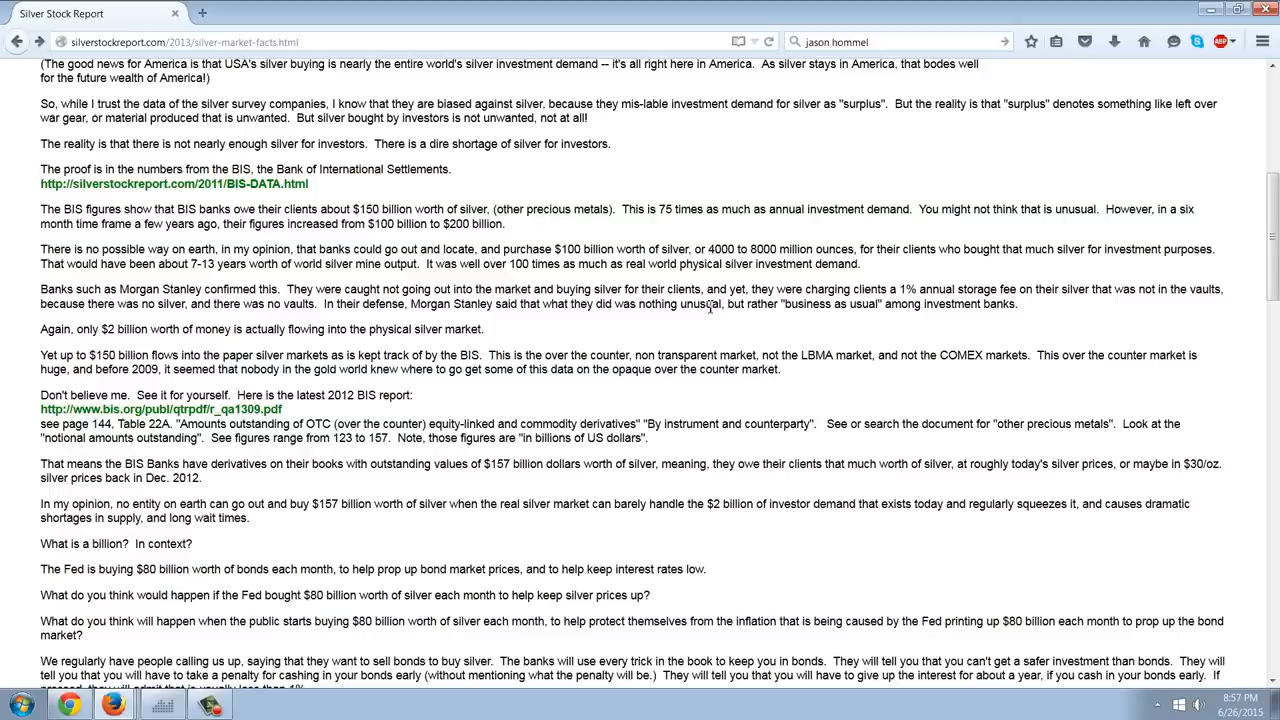 Silver Stock Report
silverstockreport.com/2013/silver-market-facts.html
jason hommel
ABP
(The good news for America is that USA's silver buying is nearly the entire world's silver investment demand -- it's all right here in America.  As silver stays in America, that bodes well
for the future wealth of America!)
So, while I trust the data of the silver survey companies, I know that they are biased against silver, because they mis-lable investment demand for silver as "surplus".  But the reality is that "surplus" denotes something like left over
war gear, or material produced that is unwanted.  But silver bought by investors is not unwanted, not at all!
The reality is that there is not nearly enough silver for investors.  There is a dire shortage of silver for investors.
The proof is in the numbers from the BIS, the Bank of International Settlements.
http://silverstockreport.com/2011/BIS-DATA.html
The BIS figures show that BIS banks owe their clients about $150 billion worth of silver, (other precious metals).  This is 75 times as much as annual investment demand.  You might not think that is unusual.  However, in a six
month time frame a few years ago, their figures increased from $100 billion to $200 billion.
There is no possible way on earth, in my opinion, that banks could go out and locate, and purchase $100 billion worth of silver, or 4000 to 8000 million ounces, for their clients who bought that much silver for investment purposes.
That would have been about 7-13 years worth of world silver mine output.  It was well over 100 times as much as real world physical silver investment demand.
Banks such as Morgan Stanley confirmed this.  They were caught not going out into the market and buying silver for their clients, and yet, they were charging clients a 1% annual storage fee on their silver that was not in the vaults,
because there was no silver, and there was no vaults.  In their defense, Morgan Stanley said that what they did was nothing unusual, but rather "business as usual" among investment banks.
Again, only $2 billion worth of money is actually flowing into the physical silver market.
Yet up to $150 billion flows into the paper silver markets as is kept track of by the BIS.  This is the over the counter, non transparent market, not the LBMA market, and not the COMEX markets.  This over the counter market is
huge, and before 2009, it seemed that nobody in the gold world knew where to go get some of this data on the opaque over the counter market.
Don't believe me.  See it for yourself.  Here is the latest 2012 BIS report:
http://www.bis.org/publ/qtrpdf/r_qa1309.pdf
see page 144, Table 22A. "Amounts outstanding of OTC (over the counter) equity-linked and commodity derivatives" "By instrument and counterparty".  See or search the document for "other precious metals".  Look at the
"notional amounts outstanding".  See figures range from 123 to 157.  Note, those figures are "in billions of US dollars".
That means the BIS Banks have derivatives on their books with outstanding values of $157 billion dollars worth of silver, meaning, they owe their clients that much worth of silver, at roughly today's silver prices, or maybe in $30/oz.
silver prices back in Dec. 2012.
In my opinion, no entity on earth can go out and buy $157 billion worth of silver when the real silver market can barely handle the $2 billion of investor demand that exists today and regularly squeezes it, and causes dramatic
shortages in supply, and long wait times.
What is a billion?  In context?
The Fed is buying $80 billion worth of bonds each month, to help prop up bond market prices, and to help keep interest rates low.
What do you think would happen if the Fed bought $80 billion worth of silver each month to help keep silver prices up?
What do you think will happen when the public starts buying $80 billion worth of silver each month, to help protect themselves from the inflation that is being caused by the Fed printing up $80 billion each month to prop up the bond
market?
We regularly have people calling us up, saying that they want to sell bonds to buy silver.  The banks will use every trick in the book to keep you in bonds.  They will tell you that you can't get a safer investment than bonds.  They will
tell you that you will have to take a penalty for cashing in your bonds early (without mentioning what the penalty will be.)  They will tell you that you will have to give up the interest for about a year, if you cash in your bonds early.  If
8:57 PM
6/26/2015